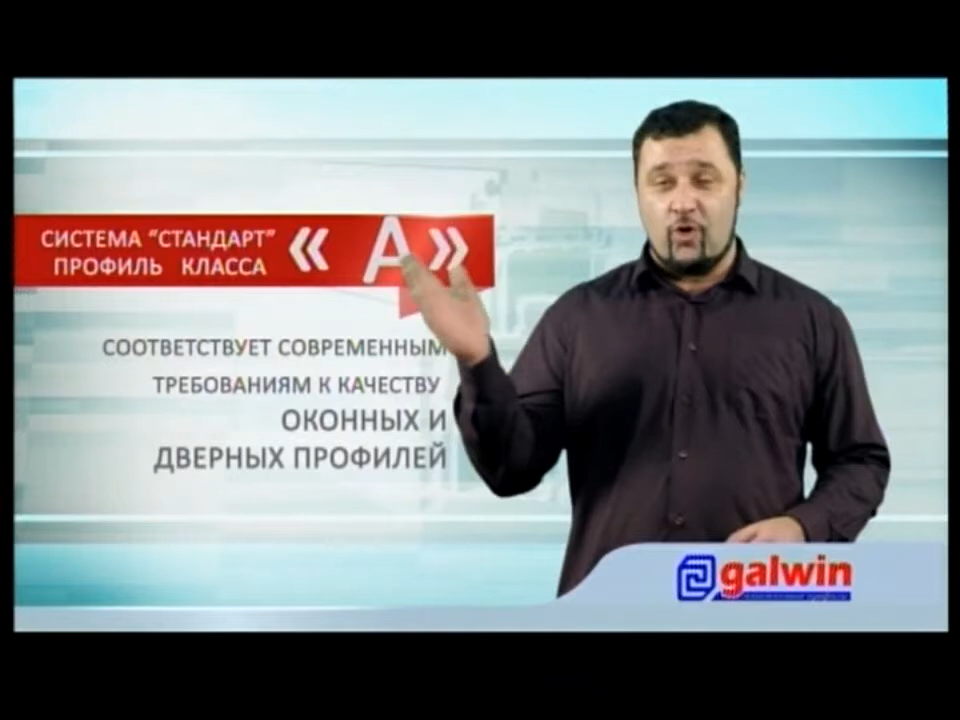 СИСТЕМА “СТАНДАРТ”
ПРОФИЛЬ КЛАССА
« А»
СООТВЕТСТВУЕТ СОВРЕМЕННЫМ
ТРЕБОВАНИЯМ К КАЧЕСТВУ
ОКОННЫХ И
ДВЕРНЫХ ПРОФИЛЕЙ
galwin